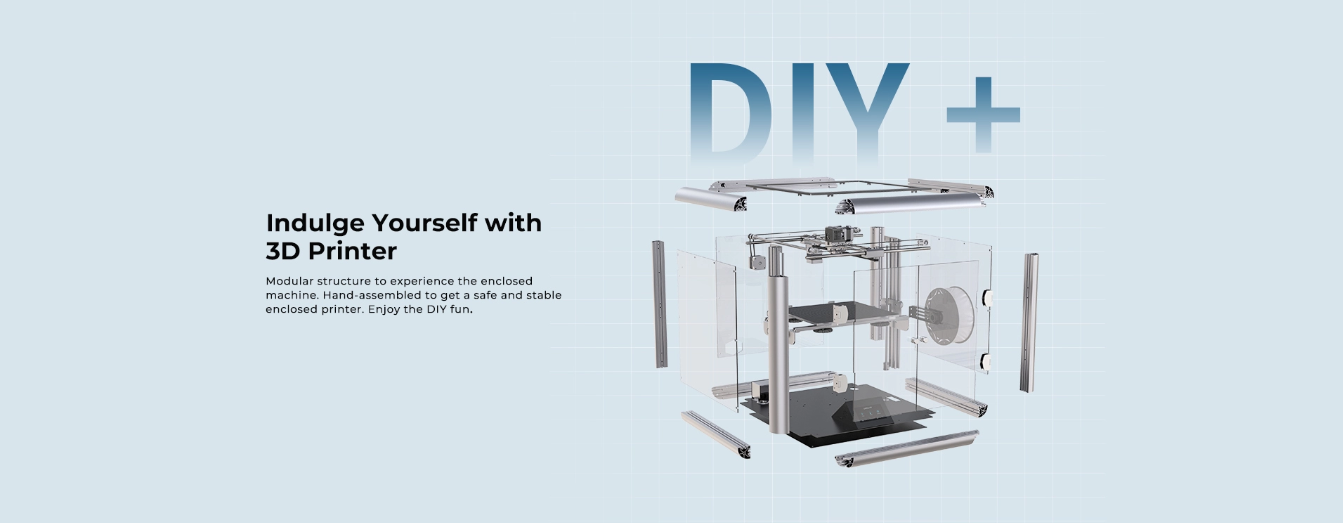 DIY +
Indulge Yourself with
3D Printer
Modular structure to experience the enclosed
machine. Hand-assembled to get a safe and stable
enclosed printer. Enjoy the DIY fun.